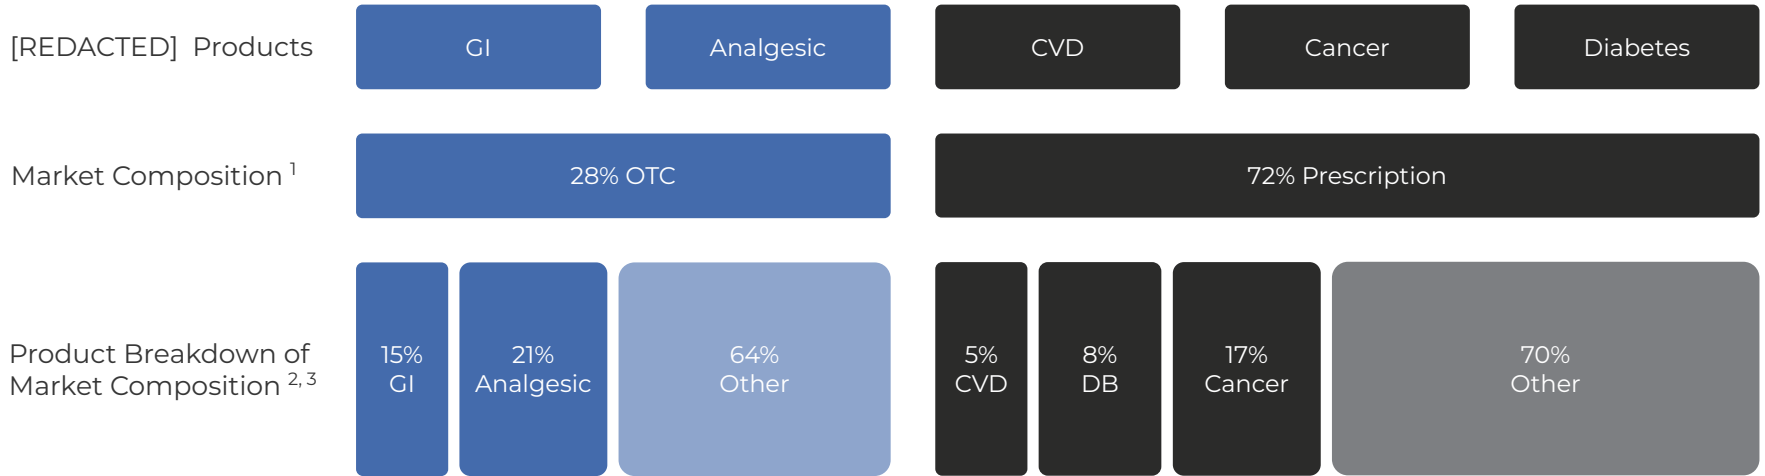 [REDACTED] Products
GI
Analgesic
CVD
Cancer
Diabetes
Market Composition ¹
28% OTC
72% Prescription
Product Breakdown of
Market Composition ²˒ ³
15%
GI
21%
Analgesic
64%
Other
5%
CVD
8%
DB
17%
Cancer
70%
Other